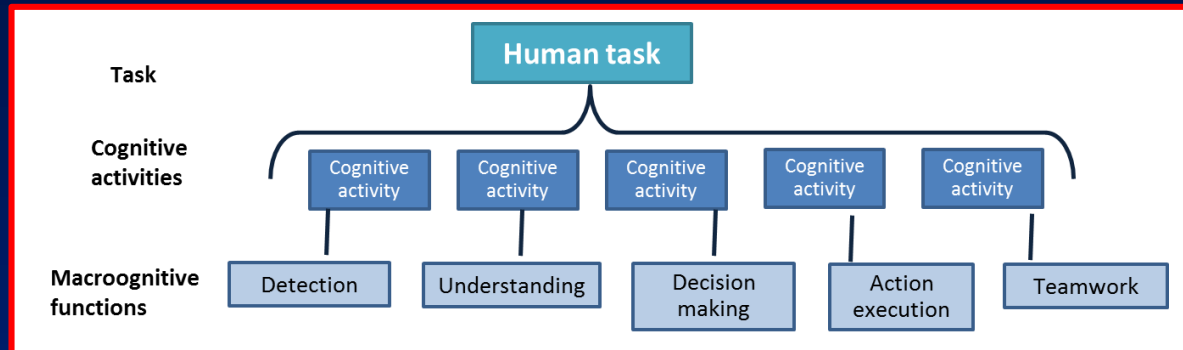 Human task
Task
Cognitive
activities
Cognitive
activity
Cognitive
activity
Cognitive
activity
Cognitive
activity
Cognitive
activity
Macroognitive
functions
Detection
Understanding
Decision
making
Action
execution
Teamwork